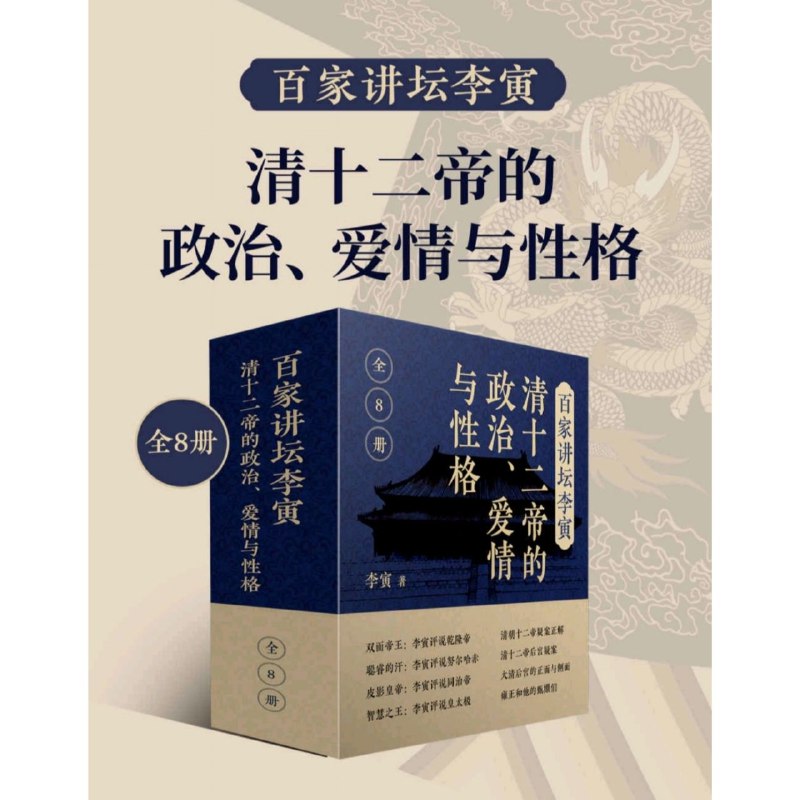 百家讲坛李寅
清十二帝的
政治、爱情与性格
全8册
百家讲坛李寅
清十二帝的政治、爱情与性格
全8册
全8册
百家讲坛李寅
清十二帝的
政治、爱情
与性格
李寅 著
双面帝王：李寅评说乾隆帝
聪睿的汗：李寅评说努尔哈赤
皮影皇帝：李寅评说同治帝
智慧之王：李寅评说皇太极
清朝十二帝疑案正解
清十二帝后宫疑案
大清后宫的正面与侧面
雍正和他的甄嬛们